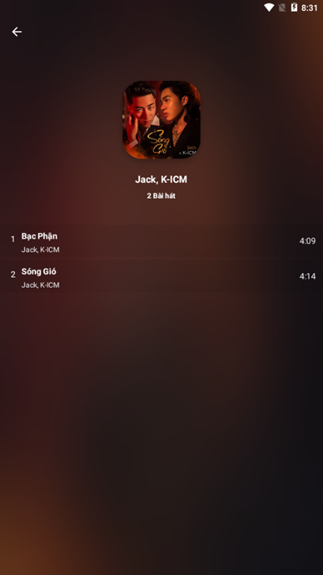 8:31
Sóng
Gió
Jack
K-ICM
Jack, K-ICM
2 Bài hát
1
Bạc Phận
Jack, K-ICM
4:09
2
Sóng Gió
Jack, K-ICM
4:14